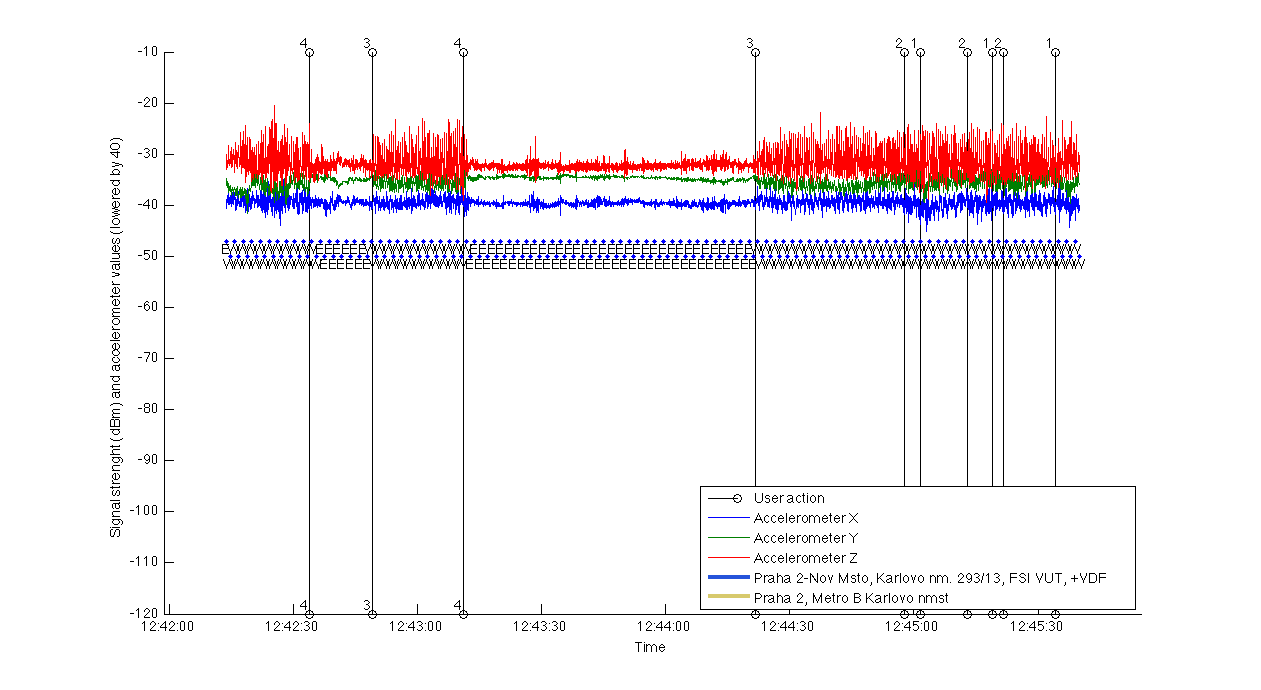 4 3 4 3 2 1 2 1 2 1
-10
-20
-30
-40
-50
-60
-70
-80
-90
-100
-110
-120
Signal strenght (dBm) and accelerometer values (lowered by 40)
User action
Accelerometer X
Accelerometer Y
Accelerometer Z
Praha 2-Nov Msto, Karlovo nm. 293/13, FSI VUT, +VDF
Praha 2, Metro B Karlovo nmst
4 3 4
12:42:00 12:42:30 12:43:00 12:43:30 12:44:00 12:44:30 12:45:00 12:45:30
Time